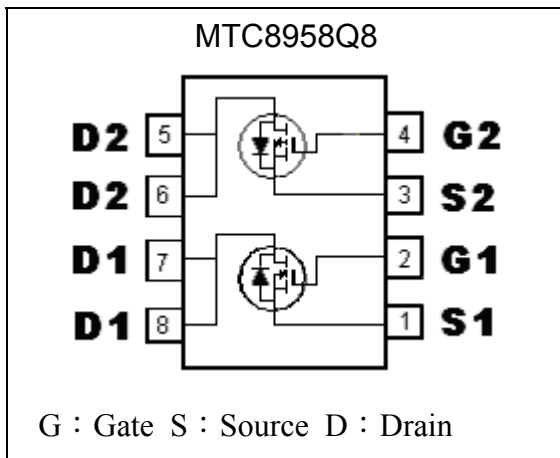 MTC8958Q8
D2 5 4 G2
D2 6 3 S2
D1 7 2 G1
D1 8 1 S1
G：Gate S：Source D：Drain